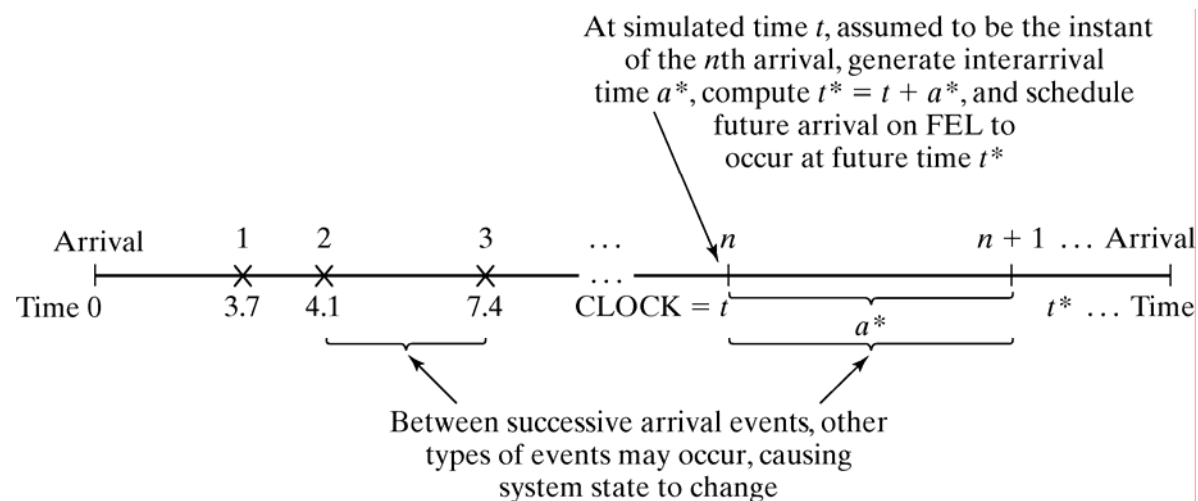 At simulated time t, assumed to be the instant
of the nth arrival, generate interarrival
time a*, compute t* = t + a*, and schedule
future arrival on FEL to
occur at future time t*
Arrival 1 2 3 ... n n + 1 ... Arrival
...
Time 0 3.7 4.1 7.4 CLOCK = t t* ... Time
a*
Between successive arrival events, other
types of events may occur, causing
system state to change